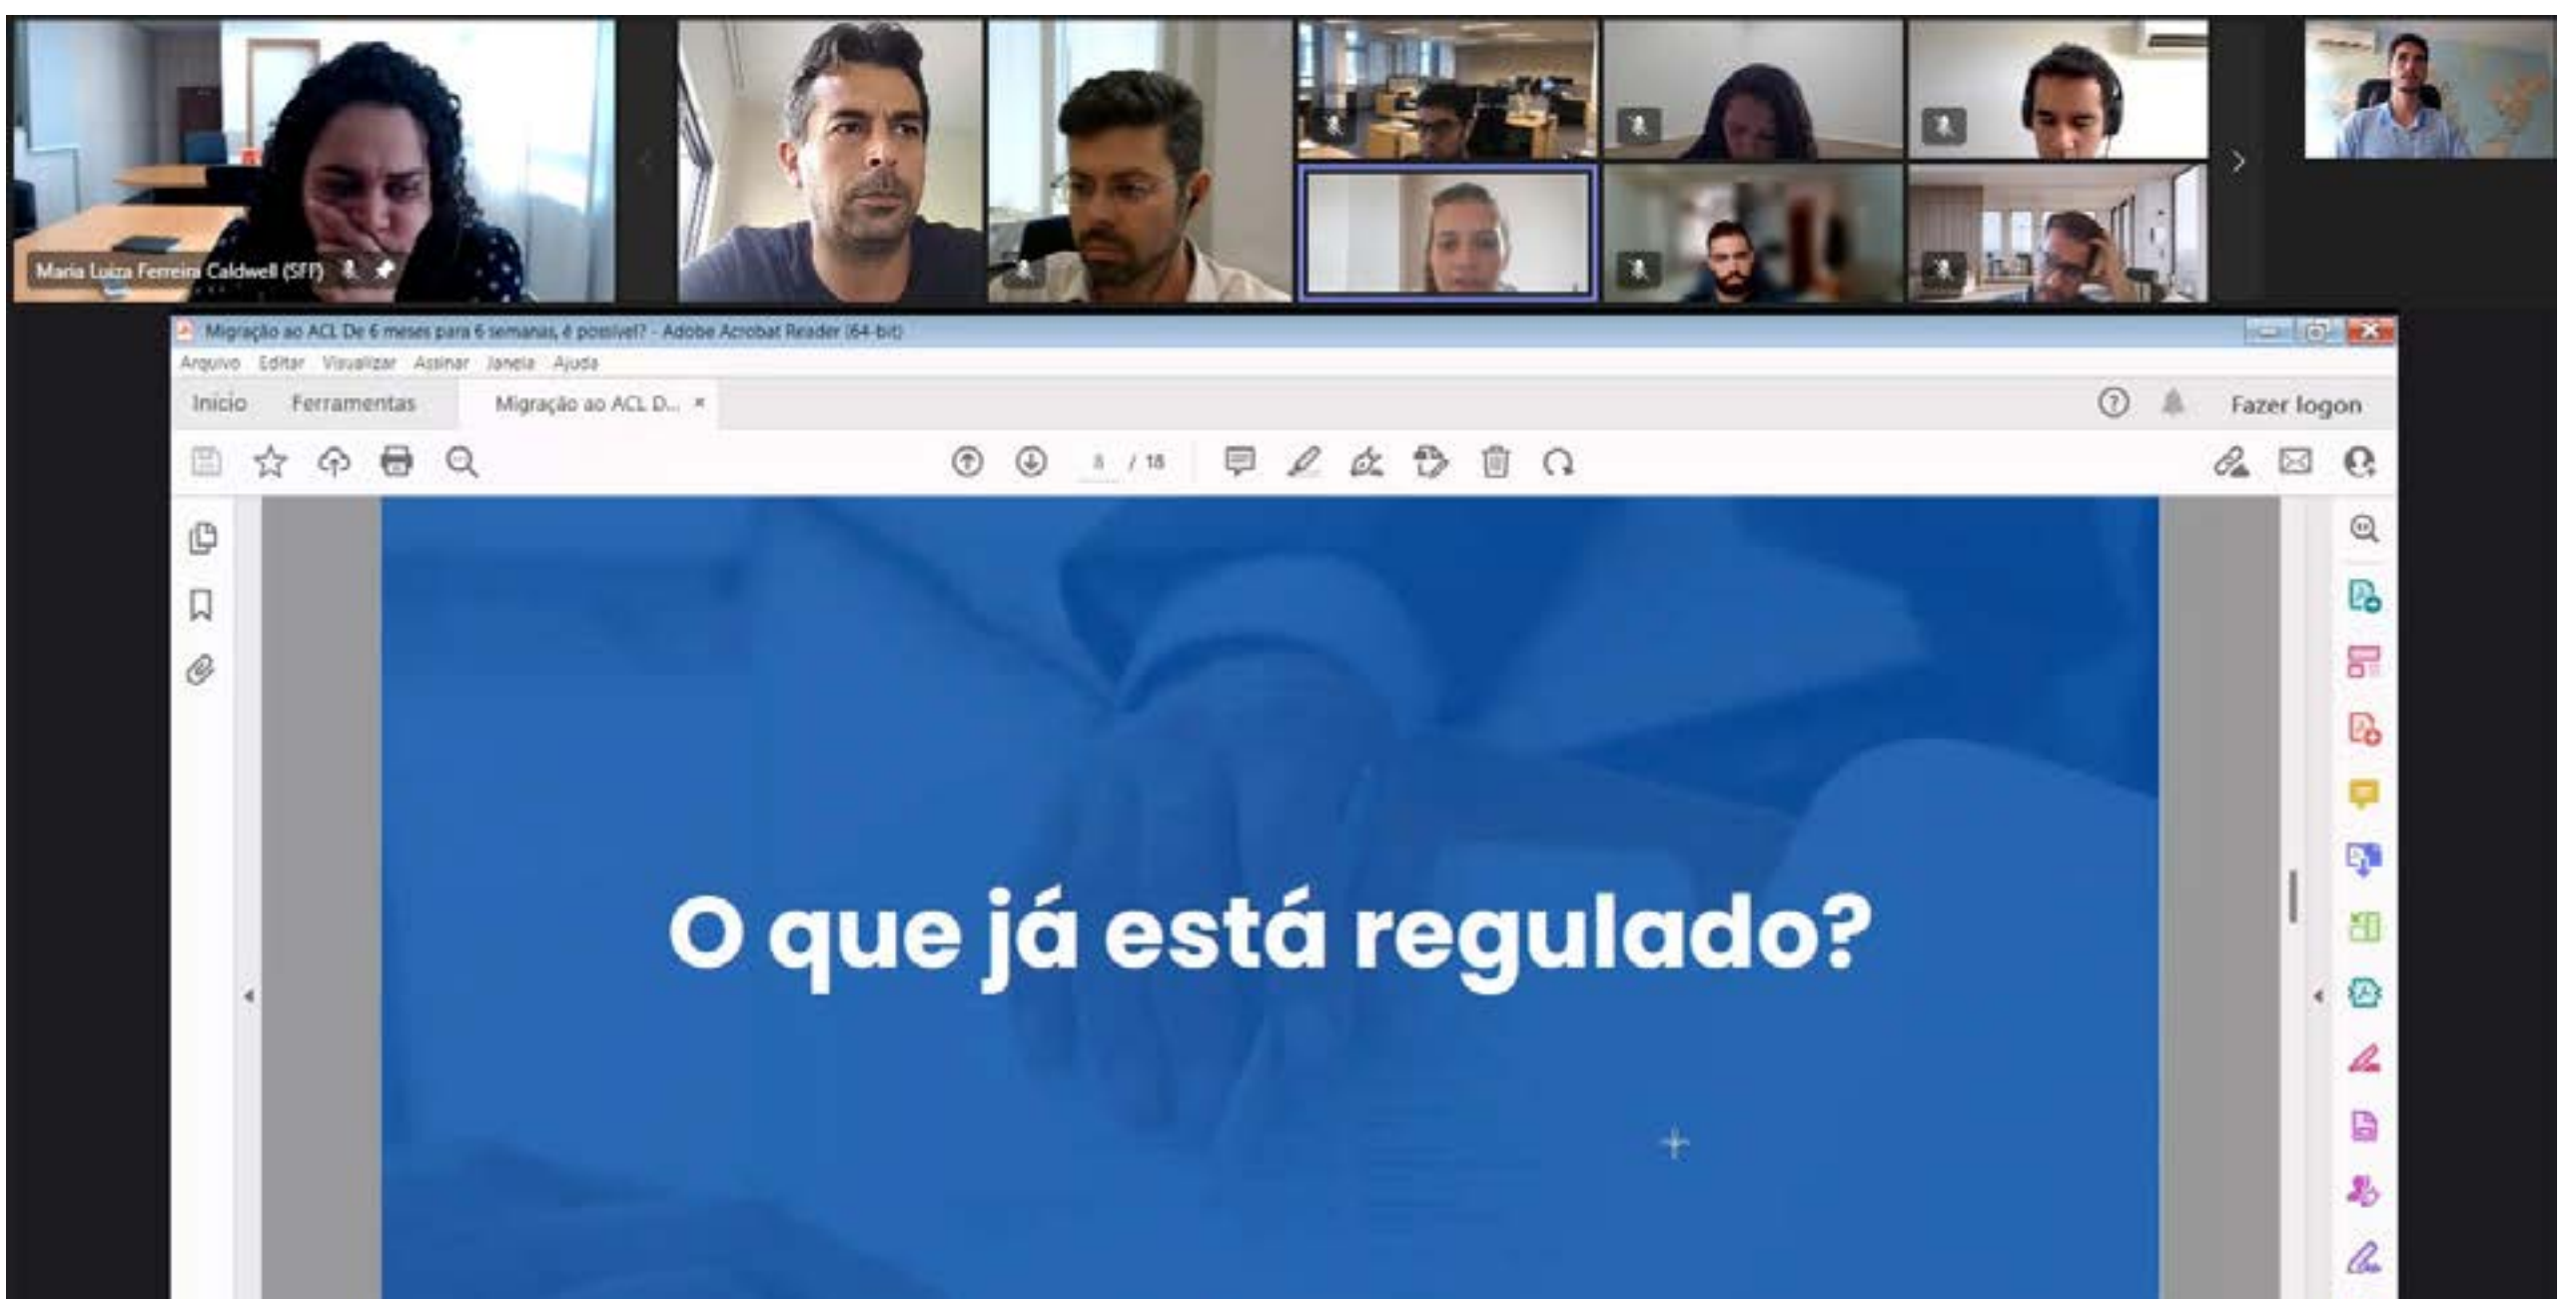 Maria Luiza Ferreira Caldwell (SFF)
Migração ao ACL De 6 meses para 6 semanas, é possível? - Adobe Acrobat Reader (64-bit)
Arquivo Editar Visualizar Assinar Janela Ajuda
Início Ferramentas Migração ao ACL D... × Fazer logon
8 / 18
O que já está regulado?